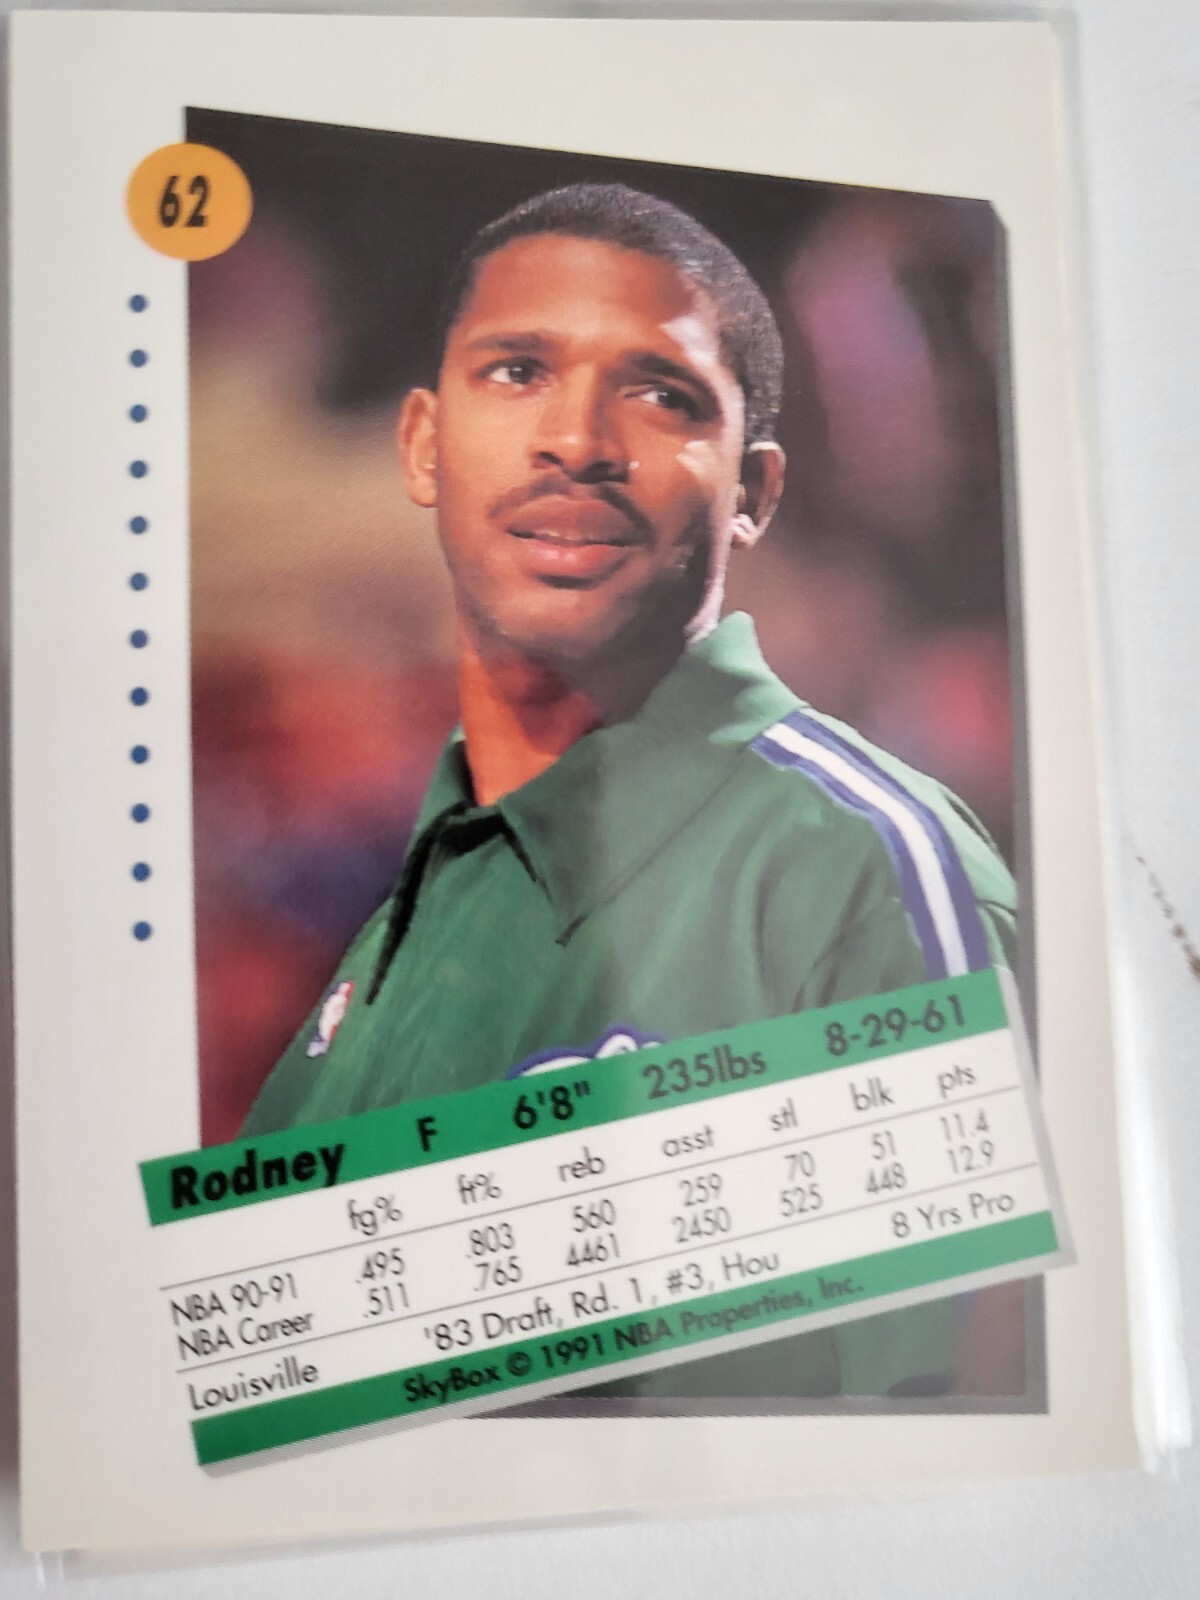 62
Rodney F 6'8" 235lbs 8-29-61
fg% ft% reb asst stl blk pts
NBA 90-91 .495 .803 560 259 70 51 11.4
NBA Career .511 .765 4461 2450 525 448 12.9
Louisville '83 Draft, Rd. 1, #3, Hou 8 Yrs Pro
SkyBox © 1991 NBA Properties, Inc.